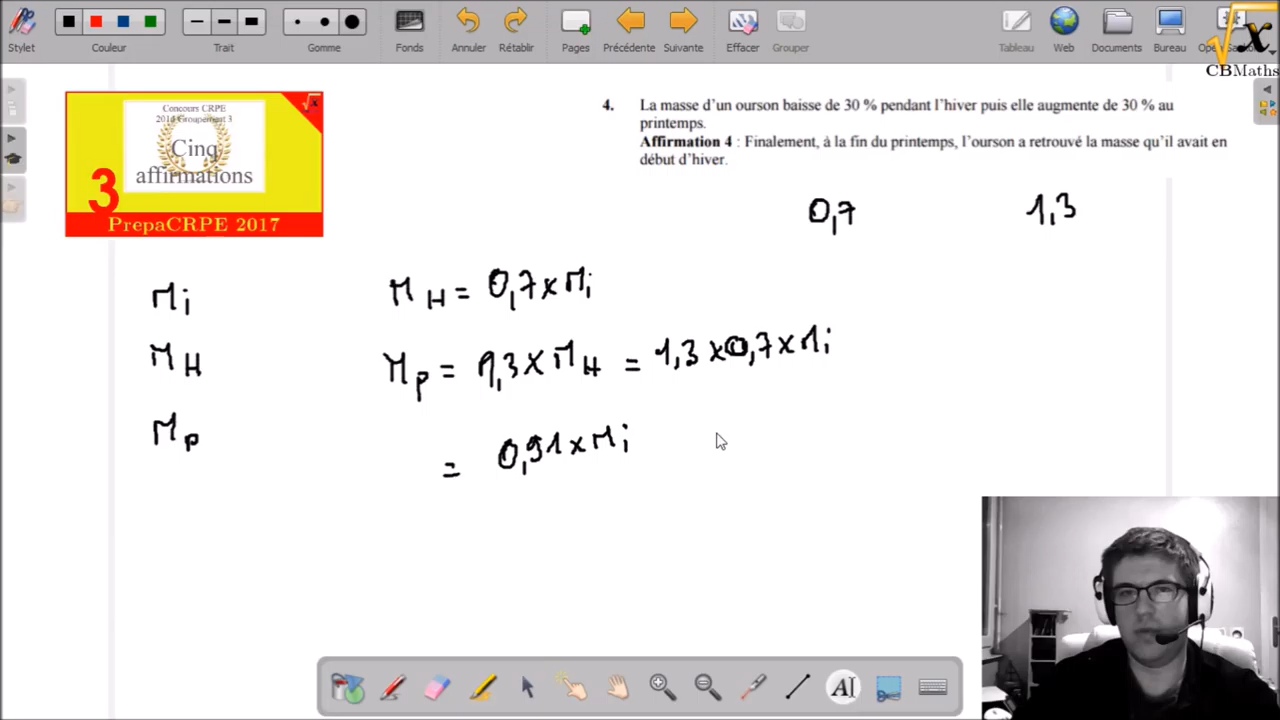 Stylet
Couleur
Trait
Gomme
Fonds
Annuler
Rétablir
Pages
Précédente
Suivante
Effacer
Grouper
Tableau
Web
Documents
Bureau
√x
CBMaths
Concours CRPE
Cinq
affirmations
3
PrepaCRPE 2017
4. La masse d'un ourson baisse de 30 % pendant l'hiver puis elle augmente de 30 % au
printemps.
Affirmation 4 : Finalement, à la fin du printemps, l'ourson a retrouvé la masse qu'il avait en
début d'hiver.
0,7 1,3
Mi MH = 0,7 x Mi
MH MP = 1,3 x MH = 1,3 x 0,7 x Mi
MP = 0,91 x Mi
AI